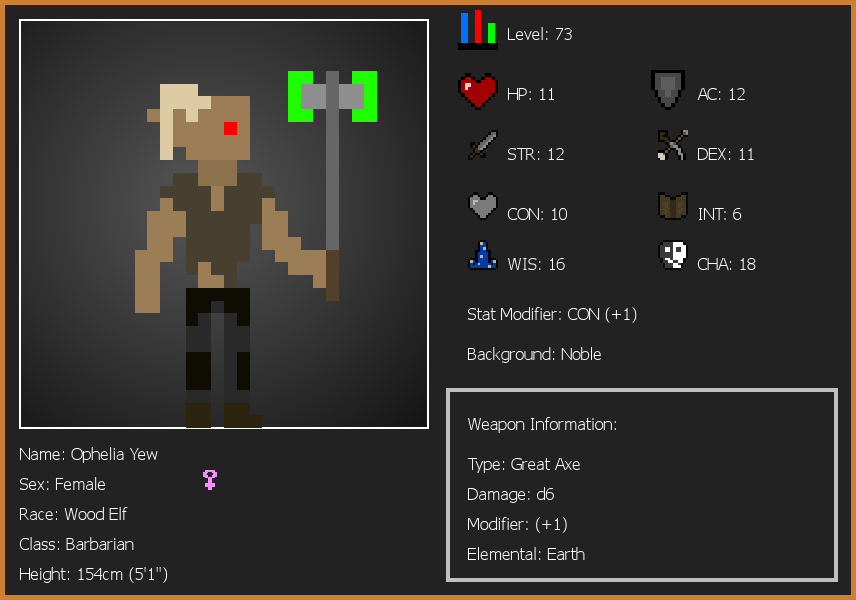 Level: 73
HP: 11
AC: 12
STR: 12
DEX: 11
CON: 10
INT: 6
WIS: 16
CHA: 18
Stat Modifier: CON (+1)
Background: Noble
Weapon Information:
Type: Great Axe
Damage: d6
Modifier: (+1)
Elemental: Earth
Name: Ophelia Yew
Sex: Female
Race: Wood Elf
Class: Barbarian
Height: 154cm (5'1")